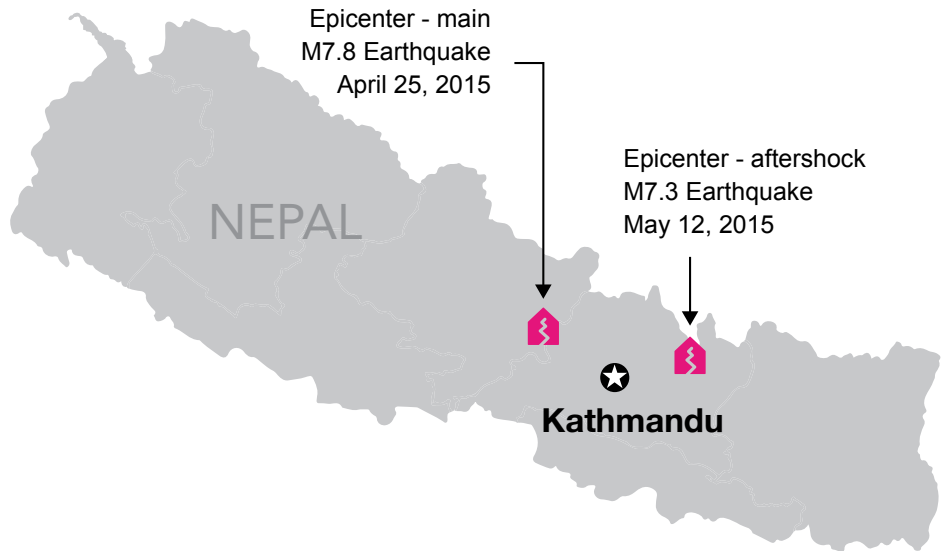 Epicenter - main
M7.8 Earthquake
April 25, 2015
Epicenter - aftershock
M7.3 Earthquake
May 12, 2015
NEPAL
Kathmandu